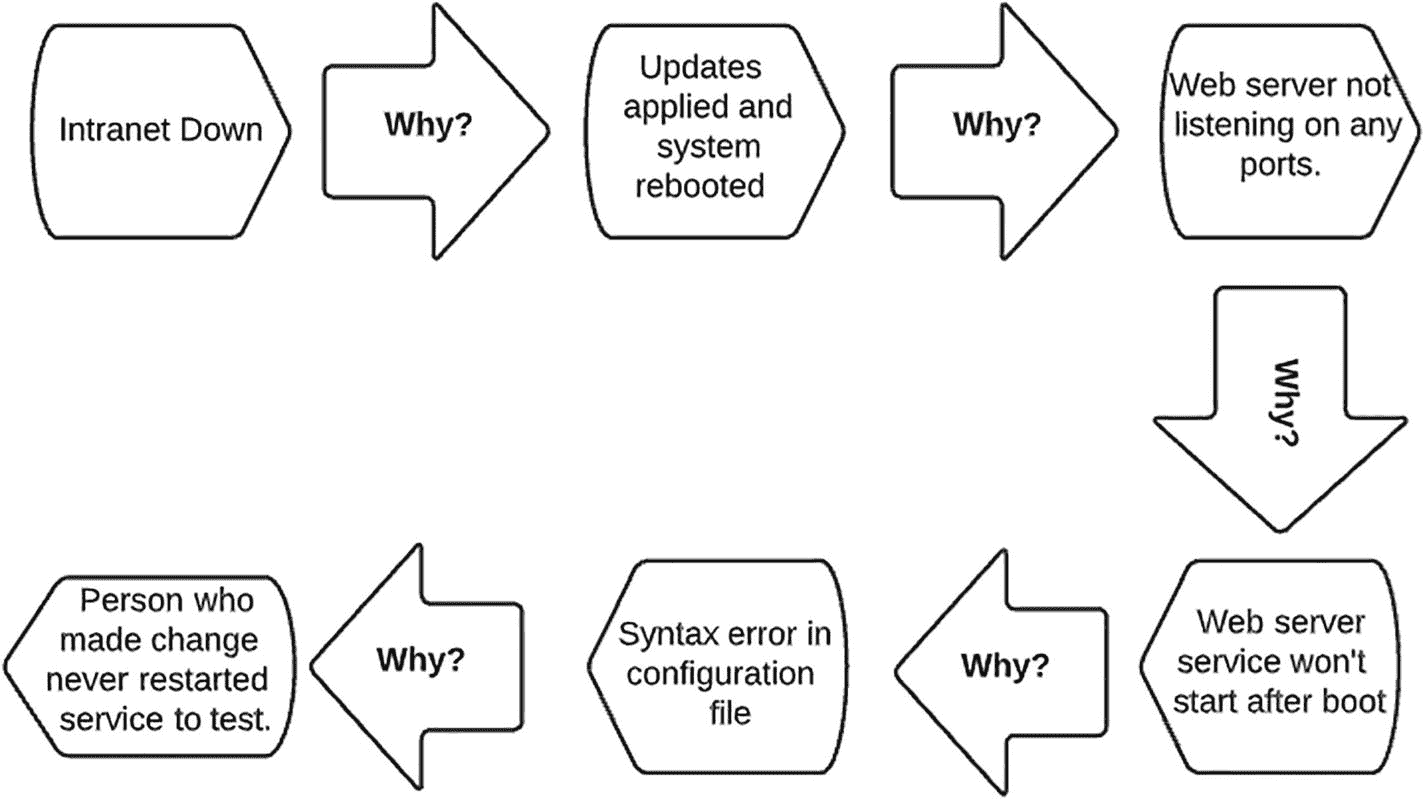 Intranet Down
Why?
Updates
applied and
system
rebooted
Why?
Web server not
listening on any
ports.
Why?
Web server
service won't
start after boot
Why?
Syntax error in
configuration
file
Why?
Person who
made change
never restarted
service to test.